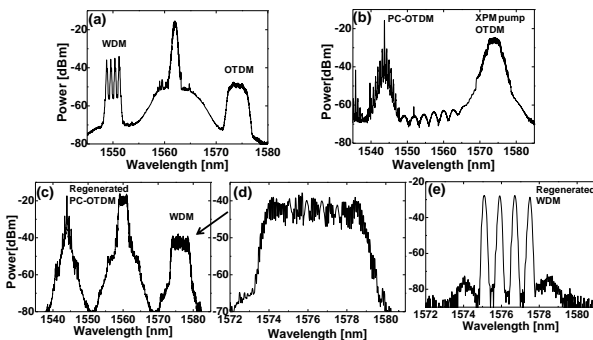 (a)
WDM
OTDM
Power [dBm]
-20
-40
-60
-80
1550
1560
1570
1580
Wavelength [nm]
(b)
PC-OTDM
XPM pump
OTDM
Power [dBm]
-20
-40
-60
-80
1540
1550
1560
1570
1580
Wavelength [nm]
(c)
Regenerated
PC-OTDM
WDM
Power[dBm]
-20
-40
-60
-80
1540
1550
1560
1570
1580
Wavelength [nm]
(d)
-30
-40
-50
-60
-70
1572
1574
1576
1578
1580
Wavelength [nm]
(e)
Regenerated
WDM
-20
-40
-60
-80
1572
1575
1578
1580
Wavelength [nm]